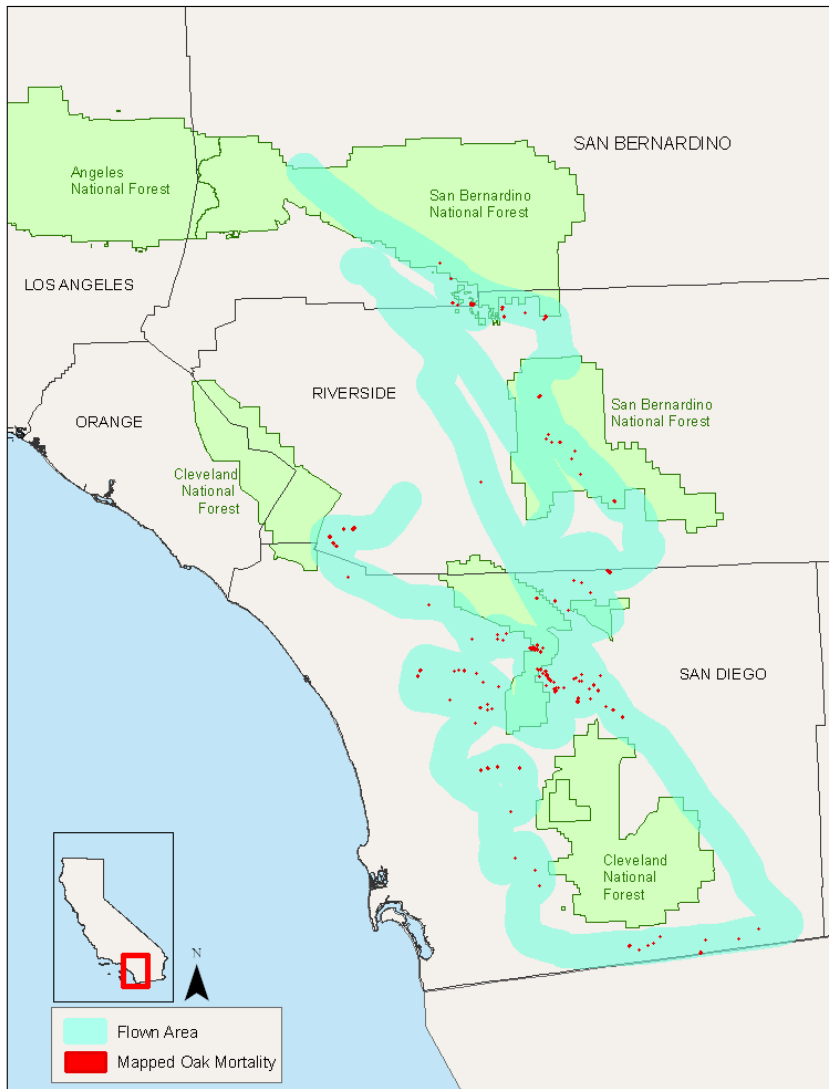 SAN BERNARDINO
Angeles
National Forest
San Bernardino
National Forest
LOS ANGELES
RIVERSIDE
ORANGE
San Bernardino
National Forest
Cleveland
National
Forest
SAN DIEGO
Cleveland
National
Forest
N
Flown Area
Mapped Oak Mortality